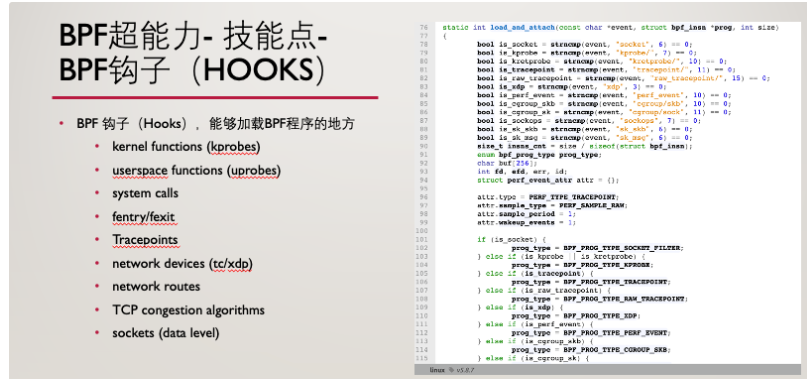 BPF超能力- 技能点-
BPF钩子（HOOKS）
• BPF 钩子（Hooks），能够加载BPF程序的地方
• kernel functions (kprobes)
• userspace functions (uprobes)
• system calls
• fentry/fexit
• Tracepoints
• network devices (tc/xdp)
• network routes
• TCP congestion algorithms
• sockets (data level)
76 static int load_and_attach(const char *event, struct bpf_insn *prog, int size)
77 {
78 bool is_socket = strncmp(event, "socket", 6) == 0;
79 bool is_kprobe = strncmp(event, "kprobe/", 7) == 0;
80 bool is_kretprobe = strncmp(event, "kretprobe/", 10) == 0;
81 bool is_tracepoint = strncmp(event, "tracepoint/", 11) == 0;
82 bool is_raw_tracepoint = strncmp(event, "raw_tracepoint/", 15) == 0;
83 bool is_xdp = strncmp(event, "xdp", 3) == 0;
84 bool is_perf_event = strncmp(event, "perf_event", 10) == 0;
85 bool is_cgroup_skb = strncmp(event, "cgroup/skb", 10) == 0;
86 bool is_cgroup_sk = strncmp(event, "cgroup/sock", 11) == 0;
87 bool is_sockops = strncmp(event, "sockops", 7) == 0;
88 bool is_sk_skb = strncmp(event, "sk_skb", 6) == 0;
89 bool is_sk_msg = strncmp(event, "sk_msg", 6) == 0;
90 size_t insns_cnt = size / sizeof(struct bpf_insn);
91 enum bpf_prog_type prog_type;
92 char buf[256];
93 int fd, efd, err, id;
94 struct perf_event_attr attr = {};
95
96 attr.type = PERF_TYPE_TRACEPOINT;
97 attr.sample_type = PERF_SAMPLE_RAW;
98 attr.sample_period = 1;
99 attr.wakeup_events = 1;
100
101 if (is_socket) {
102 prog_type = BPF_PROG_TYPE_SOCKET_FILTER;
103 } else if (is_kprobe || is_kretprobe) {
104 prog_type = BPF_PROG_TYPE_KPROBE;
105 } else if (is_tracepoint) {
106 prog_type = BPF_PROG_TYPE_TRACEPOINT;
107 } else if (is_raw_tracepoint) {
108 prog_type = BPF_PROG_TYPE_RAW_TRACEPOINT;
109 } else if (is_xdp) {
110 prog_type = BPF_PROG_TYPE_XDP;
111 } else if (is_perf_event) {
112 prog_type = BPF_PROG_TYPE_PERF_EVENT;
113 } else if (is_cgroup_skb) {
114 prog_type = BPF_PROG_TYPE_CGROUP_SKB;
115 } else if (is_cgroup_sk) {
linux v5.8.7